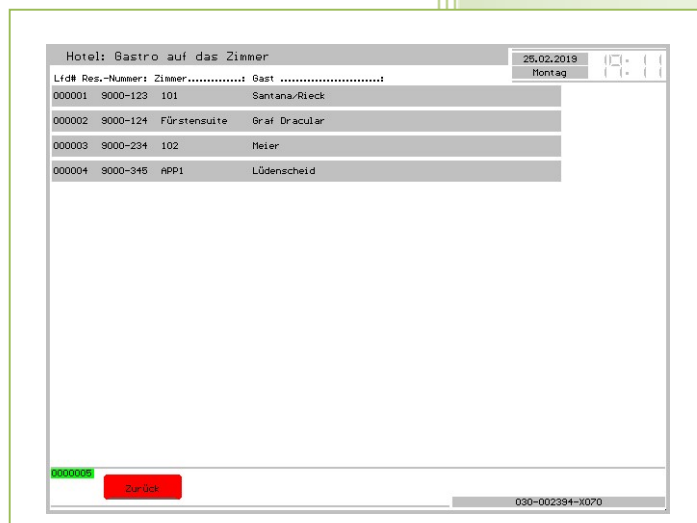 Hotel: Gastro auf das Zimmer
25.02.2019
Montag
Lfd# Res.-Nummer: Zimmer.............: Gast ........................:
000001 9000-123 101 Santana/Rieck
000002 9000-124 Fürstensuite Graf Dracular
000003 9000-234 102 Meier
000004 9000-345 APP1 Lüdenscheid
0000005
Zurück
030-002394-X070